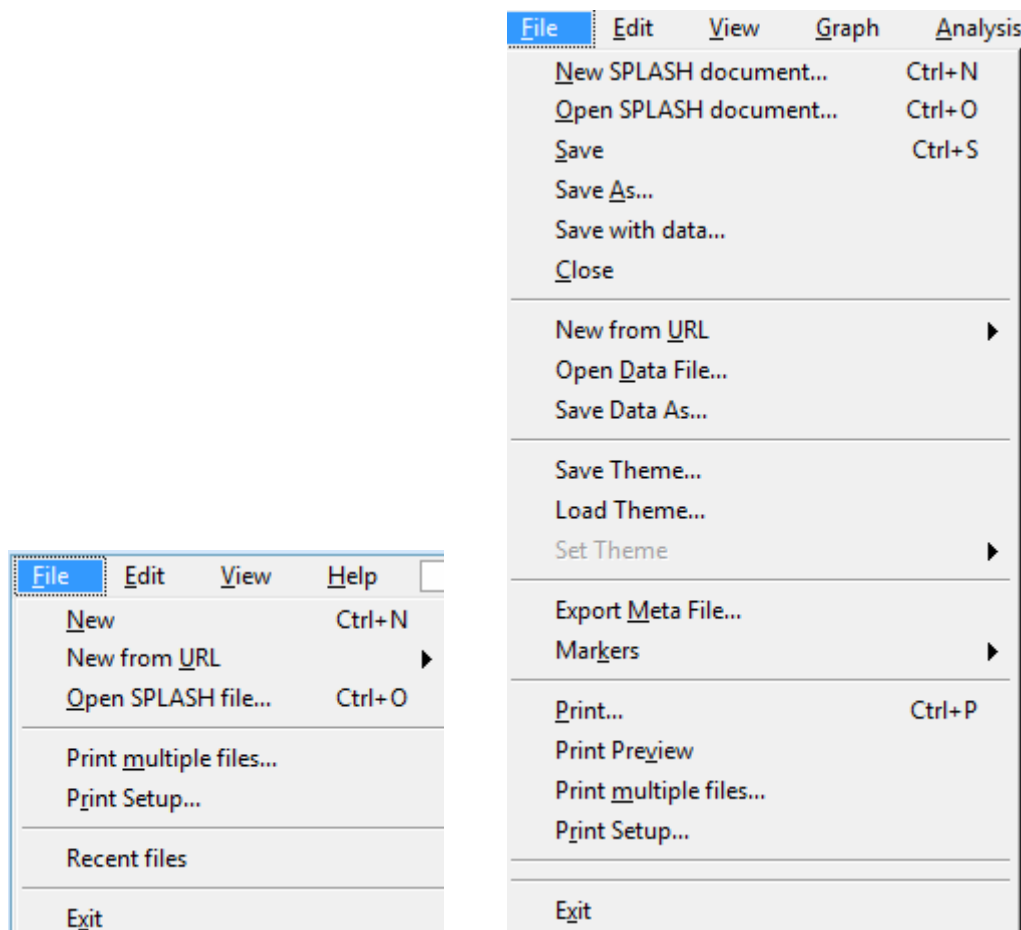 File Edit View Help
New Ctrl+N
New from URL
Open SPLASH file... Ctrl+O
Print multiple files...
Print Setup...
Recent files
Exit
File Edit View Graph Analysis
New SPLASH document... Ctrl+N
Open SPLASH document... Ctrl+O
Save Ctrl+S
Save As...
Save with data...
Close
New from URL
Open Data File...
Save Data As...
Save Theme...
Load Theme...
Set Theme
Export Meta File...
Markers
Print... Ctrl+P
Print Preview
Print multiple files...
Print Setup...
Exit